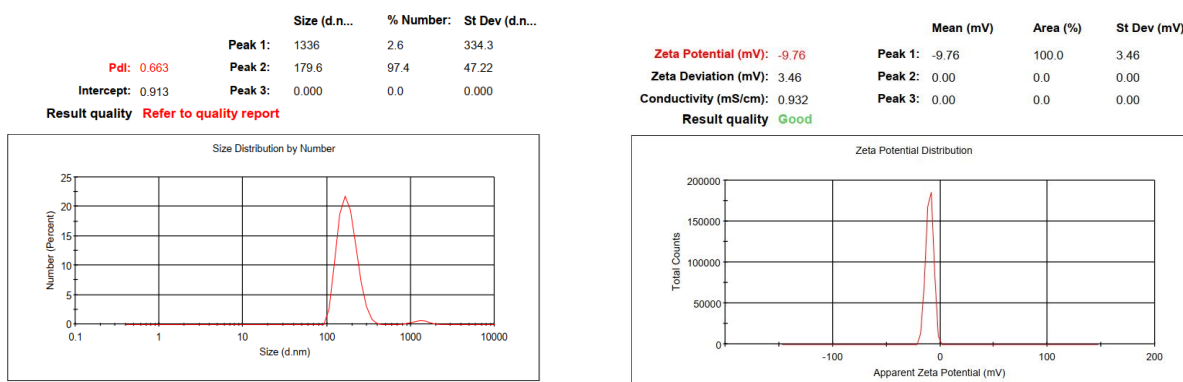 Size (d.n... % Number: St Dev (d.n...
Peak 1: 1336 2.6 334.3
PdI: 0.663 Peak 2: 179.6 97.4 47.22
Intercept: 0.913 Peak 3: 0.000 0.0 0.000
Result quality Refer to quality report
Size Distribution by Number
Number (Percent)
25
20
15
10
5
0
0.1 1 10 100 1000 10000
Size (d.nm)
Mean (mV) Area (%) St Dev (mV)
Zeta Potential (mV): -9.76 Peak 1: -9.76 100.0 3.46
Zeta Deviation (mV): 3.46 Peak 2: 0.00 0.0 0.00
Conductivity (mS/cm): 0.932 Peak 3: 0.00 0.0 0.00
Result quality Good
Zeta Potential Distribution
Total Counts
200000
150000
100000
50000
0
-100 0 100 200
Apparent Zeta Potential (mV)